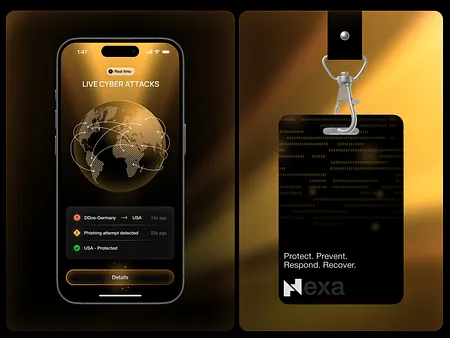 1:47
Real time
LIVE CYBER ATTACKS
DDos-Germany → USA 14s ago
Phishing attempt detected 32s ago
USA - Protected
Details
Protect. Prevent.
Respond. Recover.
Nexa